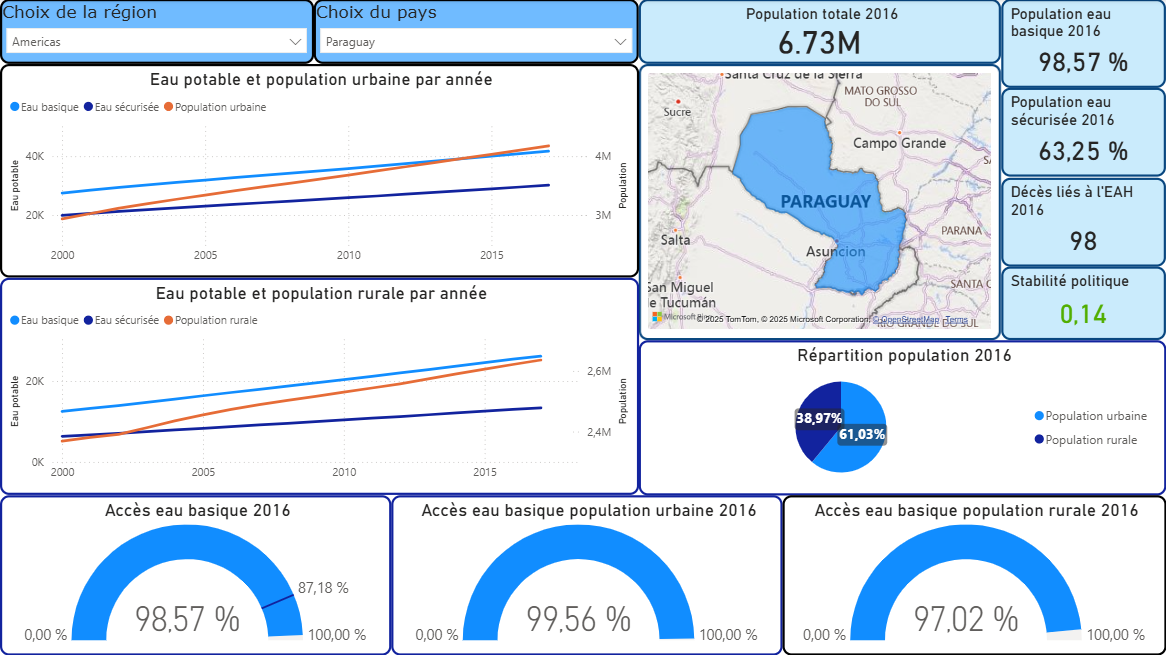 Choix de la région
Americas
Choix du pays
Paraguay
Population totale 2016
6.73M
Population eau
basique 2016
98,57 %
Population eau
sécurisée 2016
63,25 %
Décès liés à l'EAH
2016
98
Stabilité politique
0,14
Eau potable et population urbaine par année
Eau basique
Eau sécurisée
Population urbaine
Eau potable
40K
20K
4M
3M
Population
2000
2005
2010
2015
Santa Cruz de la Sierra
MATO GROSSO
DO SUL
Sucre
Campo Grande
PARAGUAY
PARANA
Salta
Asuncion
San Miguel
de Tucumán
SANTA C
RIO GRANDE DO SUL
Microsoft Bing
© 2025 TomTom, © 2025 Microsoft Corporation, © OpenStreetMap Terms
Eau potable et population rurale par année
Eau basique
Eau sécurisée
Population rurale
Eau potable
20K
0K
2,6M
2,4M
Population
2000
2005
2010
2015
Répartition population 2016
38,97%
61,03%
Population urbaine
Population rurale
Accès eau basique 2016
87,18 %
98,57 %
0,00 %
100,00 %
Accès eau basique population urbaine 2016
99,56 %
0,00 %
100,00 %
Accès eau basique population rurale 2016
97,02 %
0,00 %
100,00 %